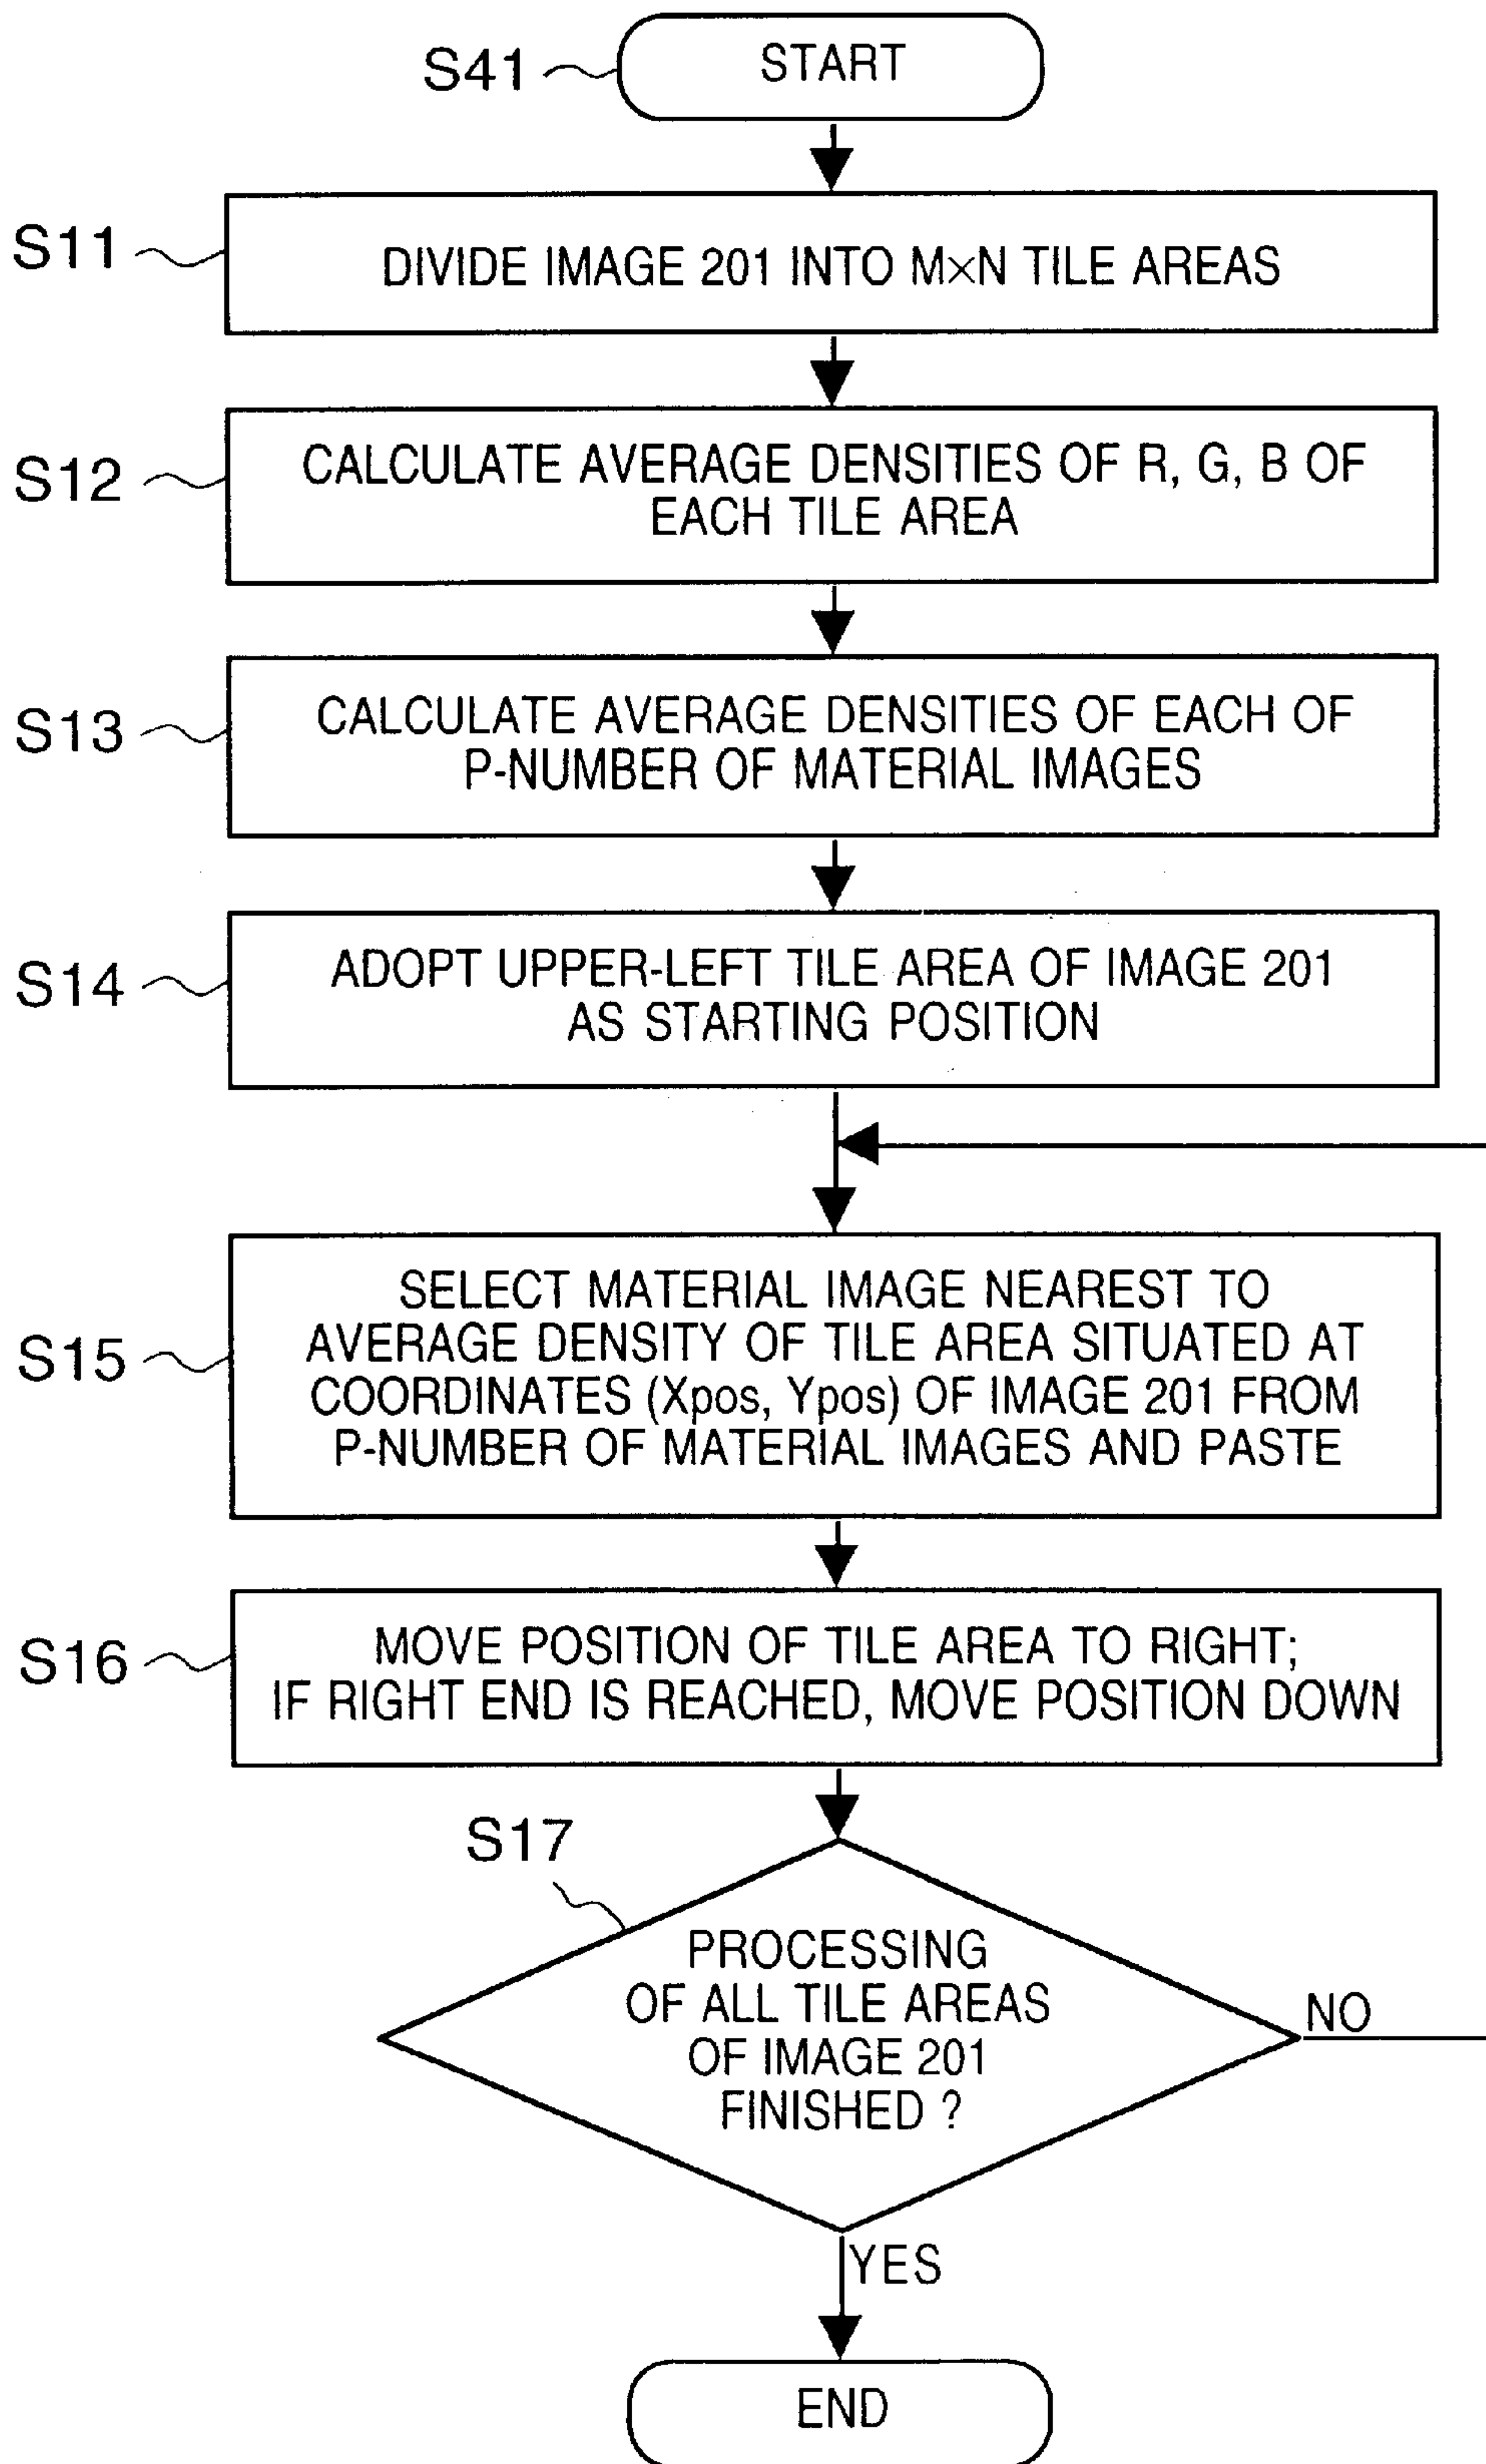 S41
START
S11
DIVIDE IMAGE 201 INTO M×N TILE AREAS
S12
CALCULATE AVERAGE DENSITIES OF R, G, B OF
EACH TILE AREA
S13
CALCULATE AVERAGE DENSITIES OF EACH OF
P-NUMBER OF MATERIAL IMAGES
S14
ADOPT UPPER-LEFT TILE AREA OF IMAGE 201
AS STARTING POSITION
S15
SELECT MATERIAL IMAGE NEAREST TO
AVERAGE DENSITY OF TILE AREA SITUATED AT
COORDINATES (Xpos, Ypos) OF IMAGE 201 FROM
P-NUMBER OF MATERIAL IMAGES AND PASTE
S16
MOVE POSITION OF TILE AREA TO RIGHT;
IF RIGHT END IS REACHED, MOVE POSITION DOWN
S17
PROCESSING
OF ALL TILE AREAS
OF IMAGE 201
FINISHED ?
NO
YES
END